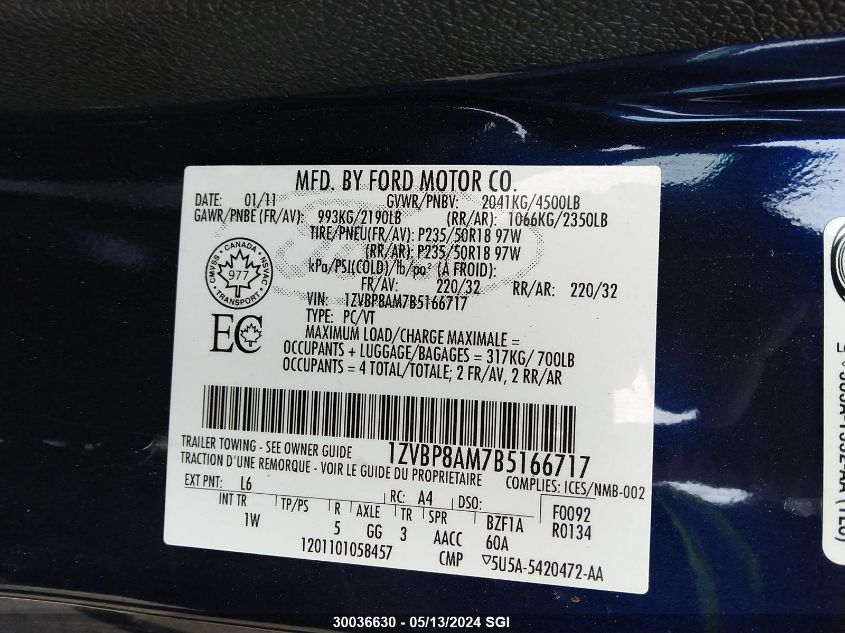 MFD. BY FORD MOTOR CO.
DATE: 01/11 GVWR/PNBV: 2041KG/4500LB
GAWR/PNBE (FR/AV): 993KG/2190LB (RR/AR): 1066KG/2350LB
TIRE/PNEU(FR/AV): P235/50R18 97W
(RR/AR): P235/50R18 97W
kPa/PSI(COLD)/lb/po² (À FROID):
FR/AV: 220/32 RR/AR: 220/32
VIN: 1ZVBP8AM7B5166717
TYPE: PC/VT
MAXIMUM LOAD/CHARGE MAXIMALE =
OCCUPANTS + LUGGAGE/BAGAGES = 317KG/ 700LB
OCCUPANTS = 4 TOTAL/TOTALE; 2 FR/AV, 2 RR/AR
CANADA
CMVSS NSVAC
977
TRANSPORT
EC
1ZVBP8AM7B5166717
TRAILER TOWING - SEE OWNER GUIDE
TRACTION D'UNE REMORQUE - VOIR LE GUIDE DU PROPRIETAIRE
COMPLIES: ICES/NMB-002
EXT PNT: L6 RC: A4 DSO: F0092
INT TR TP/PS R AXLE TR SPR BZF1A R0134
1W 5 GG 3 AACC 60A
1201101058457 CMP ▽5U5A-5420472-AA
30036630 - 05/13/2024 SGI